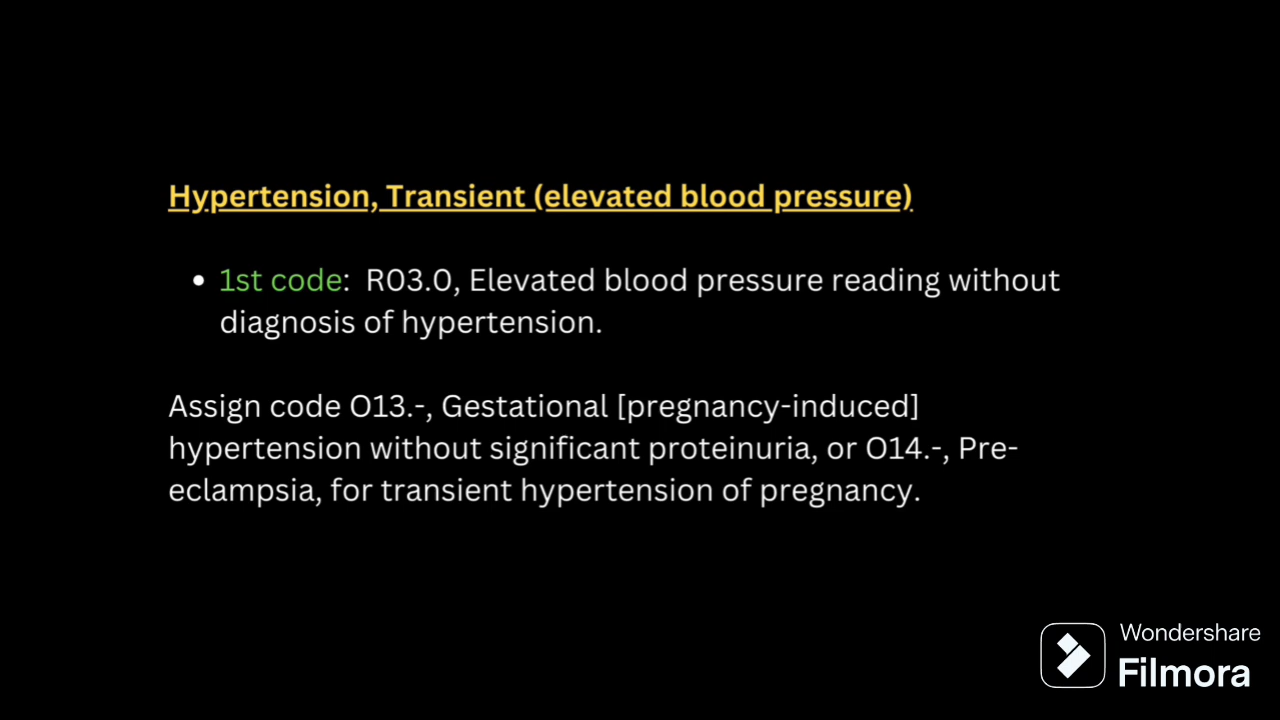 Hypertension, Transient (elevated blood pressure)
• 1st code:  R03.0, Elevated blood pressure reading without
diagnosis of hypertension.
Assign code O13.-, Gestational [pregnancy-induced]
hypertension without significant proteinuria, or O14.-, Pre-
eclampsia, for transient hypertension of pregnancy.
Wondershare
Filmora